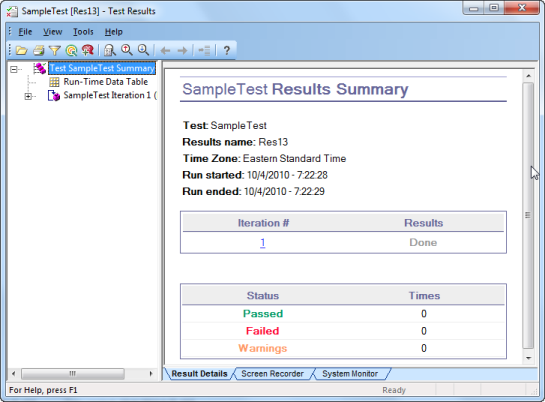 SampleTest [Res13] - Test Results
File View Tools Help
Test SampleTest Summary
Run-Time Data Table
SampleTest Iteration 1 (
SampleTest Results Summary
Test: SampleTest
Results name: Res13
Time Zone: Eastern Standard Time
Run started: 10/4/2010 - 7:22:28
Run ended: 10/4/2010 - 7:22:29
Iteration # Results
1 Done
Status Times
Passed 0
Failed 0
Warnings 0
Result Details Screen Recorder System Monitor
For Help, press F1 Ready